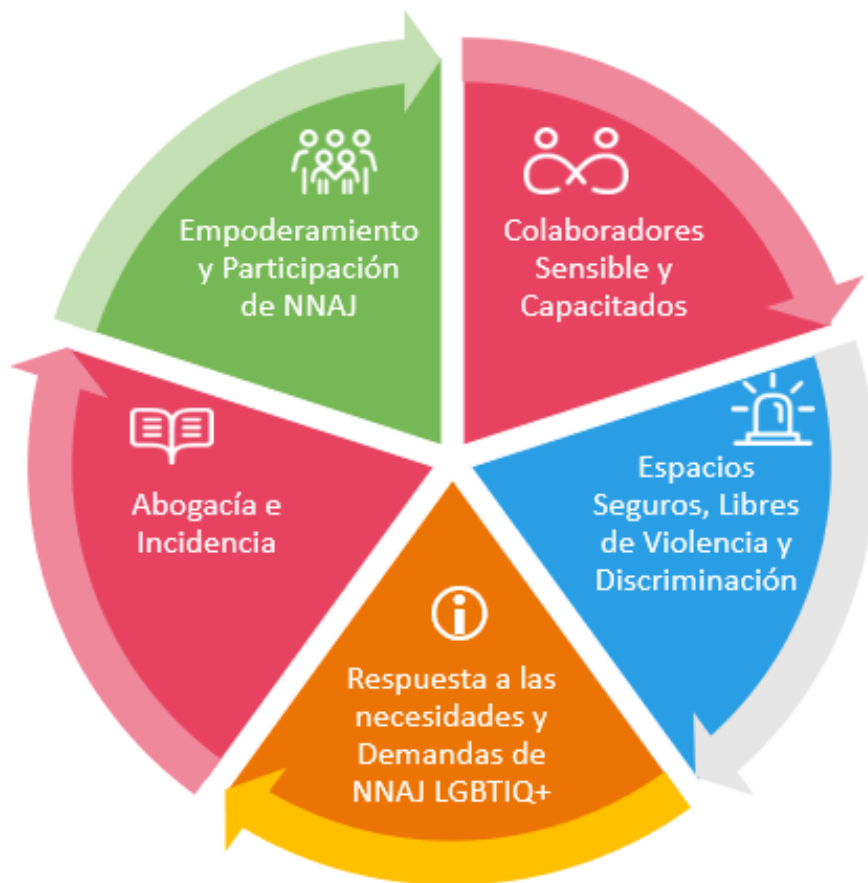 Empoderamiento
y Participación
de NNAJ
Colaboradores
Sensible y
Capacitados
Espacios
Seguros, Libres
de Violencia y
Discriminación
Respuesta a las
necesidades y
Demandas de
NNAJ LGBTIQ+
Abogacía e
Incidencia